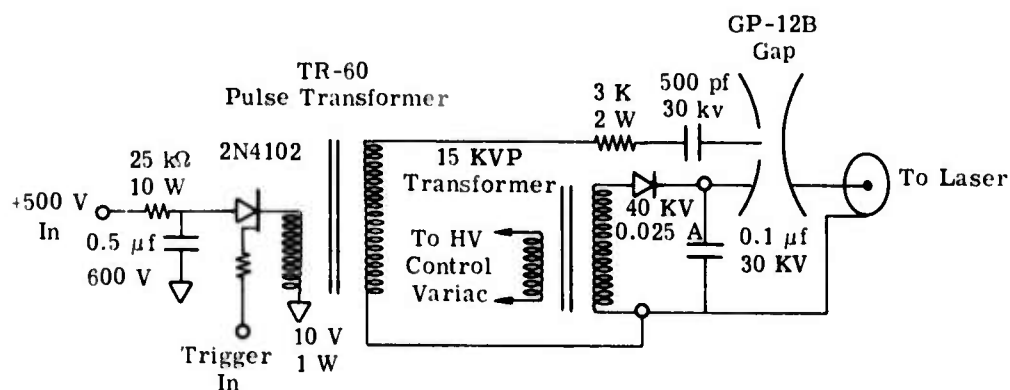 GP-12B
Gap
TR-60
Pulse Transformer
3 K
2 W
500 pf
30 kv
25 kΩ
10 W
2N4102
15 KVP
Transformer
+500 V
In
0.5 μf
600 V
40 KV
0.025 A
To Laser
To HV
Control
Variac
0.1 μf
30 KV
10 V
1 W
Trigger
In